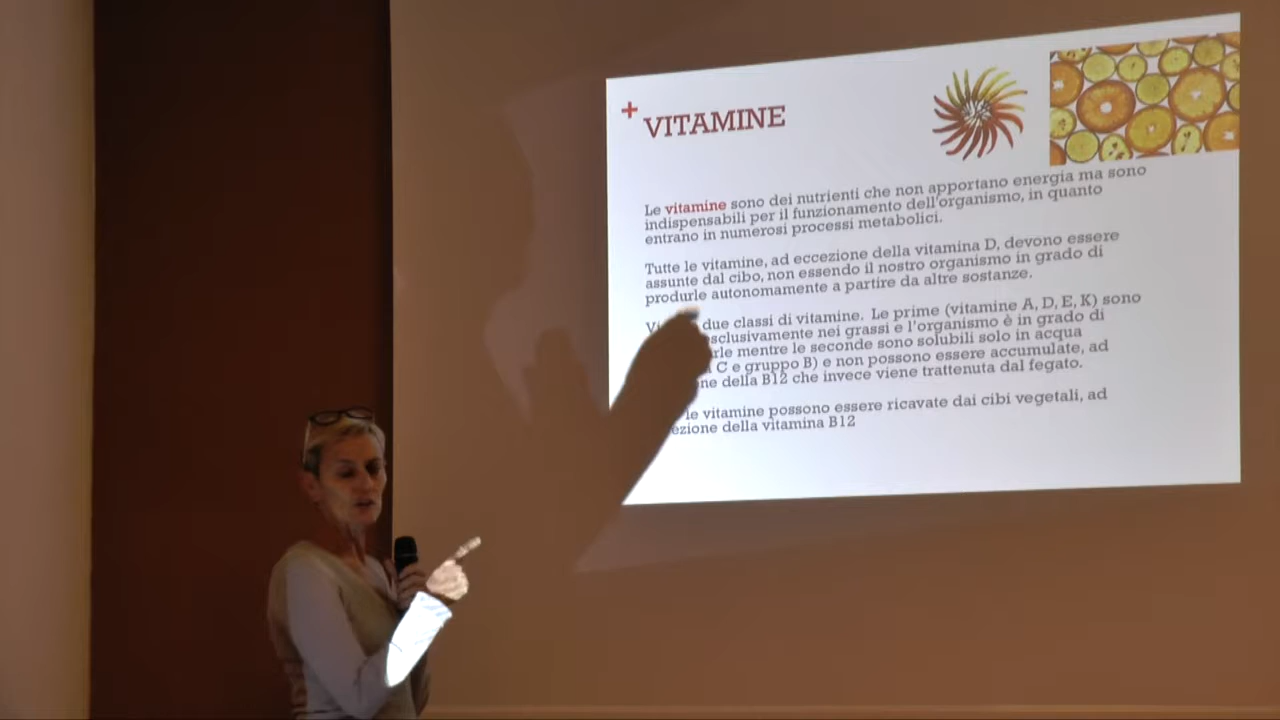 + VITAMINE
Le vitamine sono dei nutrienti che non apportano energia ma sono
indispensabili per il funzionamento dell'organismo, in quanto
entrano in numerosi processi metabolici.
Tutte le vitamine, ad eccezione della vitamina D, devono essere
assunte dal cibo, non essendo il nostro organismo in grado di
produrle autonomamente a partire da altre sostanze.
due classi di vitamine. Le prime (vitamine A, D, E, K) sono
nei grassi e l'organismo è in grado di
mentre le seconde sono solubili solo in acqua
C e gruppo B) e non possono essere accumulate, ad
della B12 che invece viene trattenuta dal fegato.
le vitamine possono essere ricavate dai cibi vegetali, ad
della vitamina B12